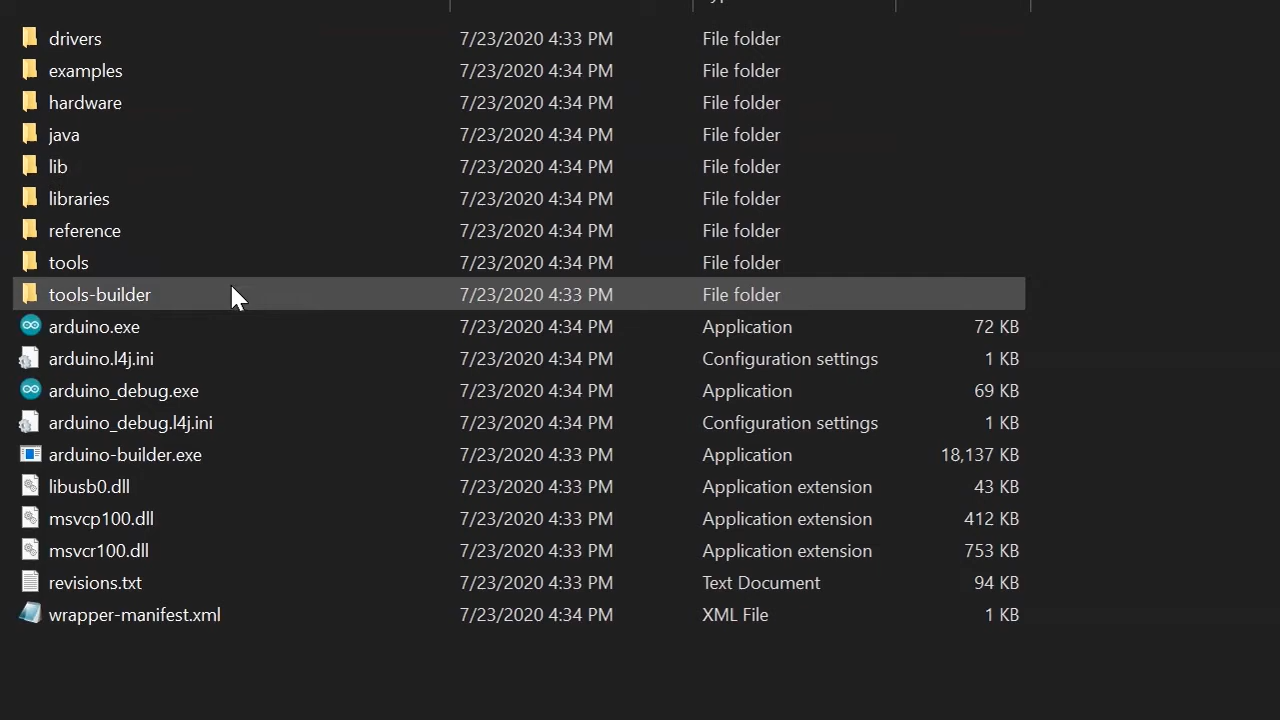 drivers 7/23/2020 4:33 PM File folder
examples 7/23/2020 4:34 PM File folder
hardware 7/23/2020 4:34 PM File folder
java 7/23/2020 4:34 PM File folder
lib 7/23/2020 4:34 PM File folder
libraries 7/23/2020 4:34 PM File folder
reference 7/23/2020 4:34 PM File folder
tools 7/23/2020 4:34 PM File folder
tools-builder 7/23/2020 4:33 PM File folder
arduino.exe 7/23/2020 4:34 PM Application 72 KB
arduino.l4j.ini 7/23/2020 4:34 PM Configuration settings 1 KB
arduino_debug.exe 7/23/2020 4:34 PM Application 69 KB
arduino_debug.l4j.ini 7/23/2020 4:34 PM Configuration settings 1 KB
arduino-builder.exe 7/23/2020 4:33 PM Application 18,137 KB
libusb0.dll 7/23/2020 4:33 PM Application extension 43 KB
msvcp100.dll 7/23/2020 4:33 PM Application extension 412 KB
msvcr100.dll 7/23/2020 4:33 PM Application extension 753 KB
revisions.txt 7/23/2020 4:33 PM Text Document 94 KB
wrapper-manifest.xml 7/23/2020 4:34 PM XML File 1 KB